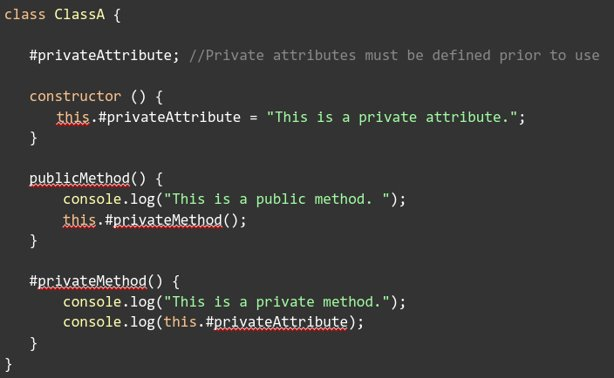 class ClassA {
#privateAttribute; //Private attributes must be defined prior to use
constructor () {
this.#privateAttribute = "This is a private attribute.";
}
publicMethod() {
console.log("This is a public method. ");
this.#privateMethod();
}
#privateMethod() {
console.log("This is a private method.");
console.log(this.#privateAttribute);
}
}